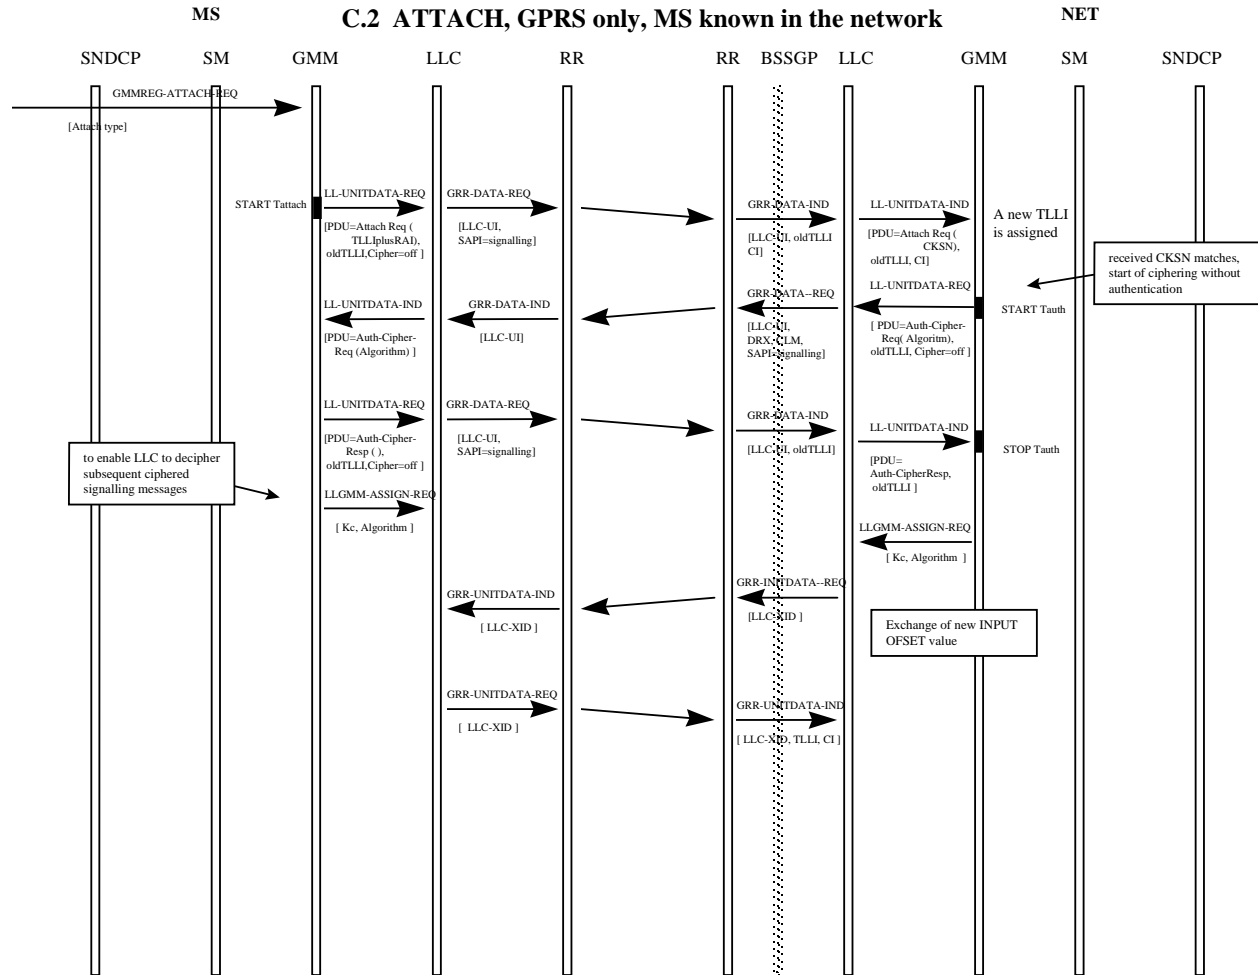 MS
C.2 ATTACH, GPRS only, MS known in the network
NET
SNDCP SM GMM LLC RR RR BSSGP LLC GMM SM SNDCP
GMMREG-ATTACH-REQ
[Attach type]
START Tattach
LL-UNITDATA-REQ
[PDU=Attach Req (
TLLIplusRAI),
oldTLLI,Cipher=off ]
GRR-DATA-REQ
[LLC-UI,
SAPI=signalling]
GRR-DATA-IND
[LLC-UI, oldTLLI
CI]
LL-UNITDATA-IND
[PDU=Attach Req (
CKSN),
oldTLLI, CI]
A new TLLI
is assigned
received CKSN matches,
start of ciphering without
authentication
LL-UNITDATA-REQ
START Tauth
[ PDU=Auth-Cipher-
Req( Algoritm),
oldTLLI, Cipher=off ]
GRR-DATA--REQ
[LLC-UI,
DRX, CLM,
SAPI=signalling]
GRR-DATA-IND
[LLC-UI]
LL-UNITDATA-IND
[PDU=Auth-Cipher-
Req (Algorithm) ]
LL-UNITDATA-REQ
[PDU=Auth-Cipher-
Resp ( ),
oldTLLI,Cipher=off ]
GRR-DATA-REQ
[LLC-UI,
SAPI=signalling]
GRR-DATA-IND
[LLC-UI, oldTLLI]
LL-UNITDATA-IND
[PDU=
Auth-CipherResp,
oldTLLI ]
STOP Tauth
to enable LLC to decipher
subsequent ciphered
signalling messages
LLGMM-ASSIGN-REQ
[ Kc, Algorithm ]
LLGMM-ASSIGN-REQ
[ Kc, Algorithm ]
GRR-INITDATA--REQ
[LLC-XID ]
GRR-UNITDATA-IND
[ LLC-XID ]
Exchange of new INPUT
OFSET value
GRR-UNITDATA-REQ
[ LLC-XID ]
GRR-UNITDATA-IND
[ LLC-XID, TLLI, CI ]